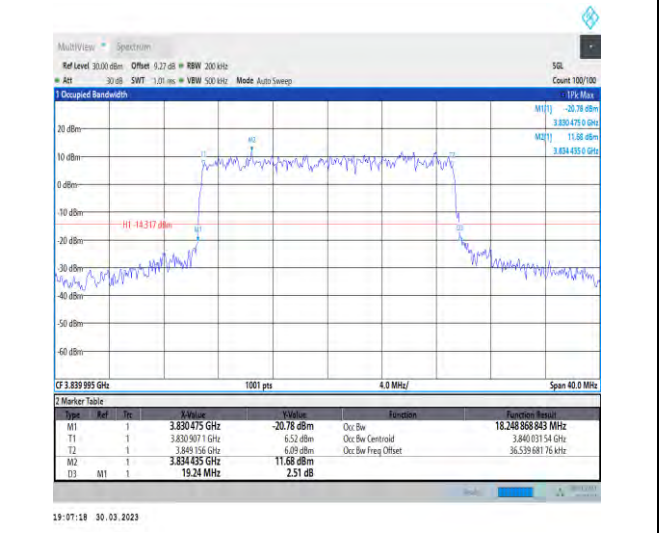 MultiView Spectrum
Ref Level 30.00 dBm Offset 9.27 dB RBW 200 kHz SGL
Att 30 dB SWT 1.01 ms VBW 500 kHz Mode Auto Sweep Count 100/100
1 Occupied Bandwidth 1Pk Max
M1[1] -20.78 dBm
3.830 475 0 GHz
M2[1] 11.68 dBm
3.834 435 0 GHz
20 dBm
10 dBm
0 dBm
-10 dBm
-20 dBm
-30 dBm
-40 dBm
-50 dBm
-60 dBm
M2
T1
T2
H1 -14.317 dBm
M1
D3
CF 3.839 995 GHz 1001 pts 4.0 MHz/ Span 40.0 MHz
2 Marker Table
Type Ref Trc X-Value Y-Value Function Function Result
M1 1 3.830 475 GHz -20.78 dBm Occ Bw 18.248 868 843 MHz
T1 1 3.830 907 1 GHz 6.52 dBm Occ Bw Centroid 3.840 031 54 GHz
T2 1 3.849 156 GHz 6.09 dBm Occ Bw Freq Offset 36.539 681 76 kHz
M2 1 3.834 435 GHz 11.68 dBm
D3 M1 1 19.24 MHz 2.51 dB
19:07:18 30.03.2023